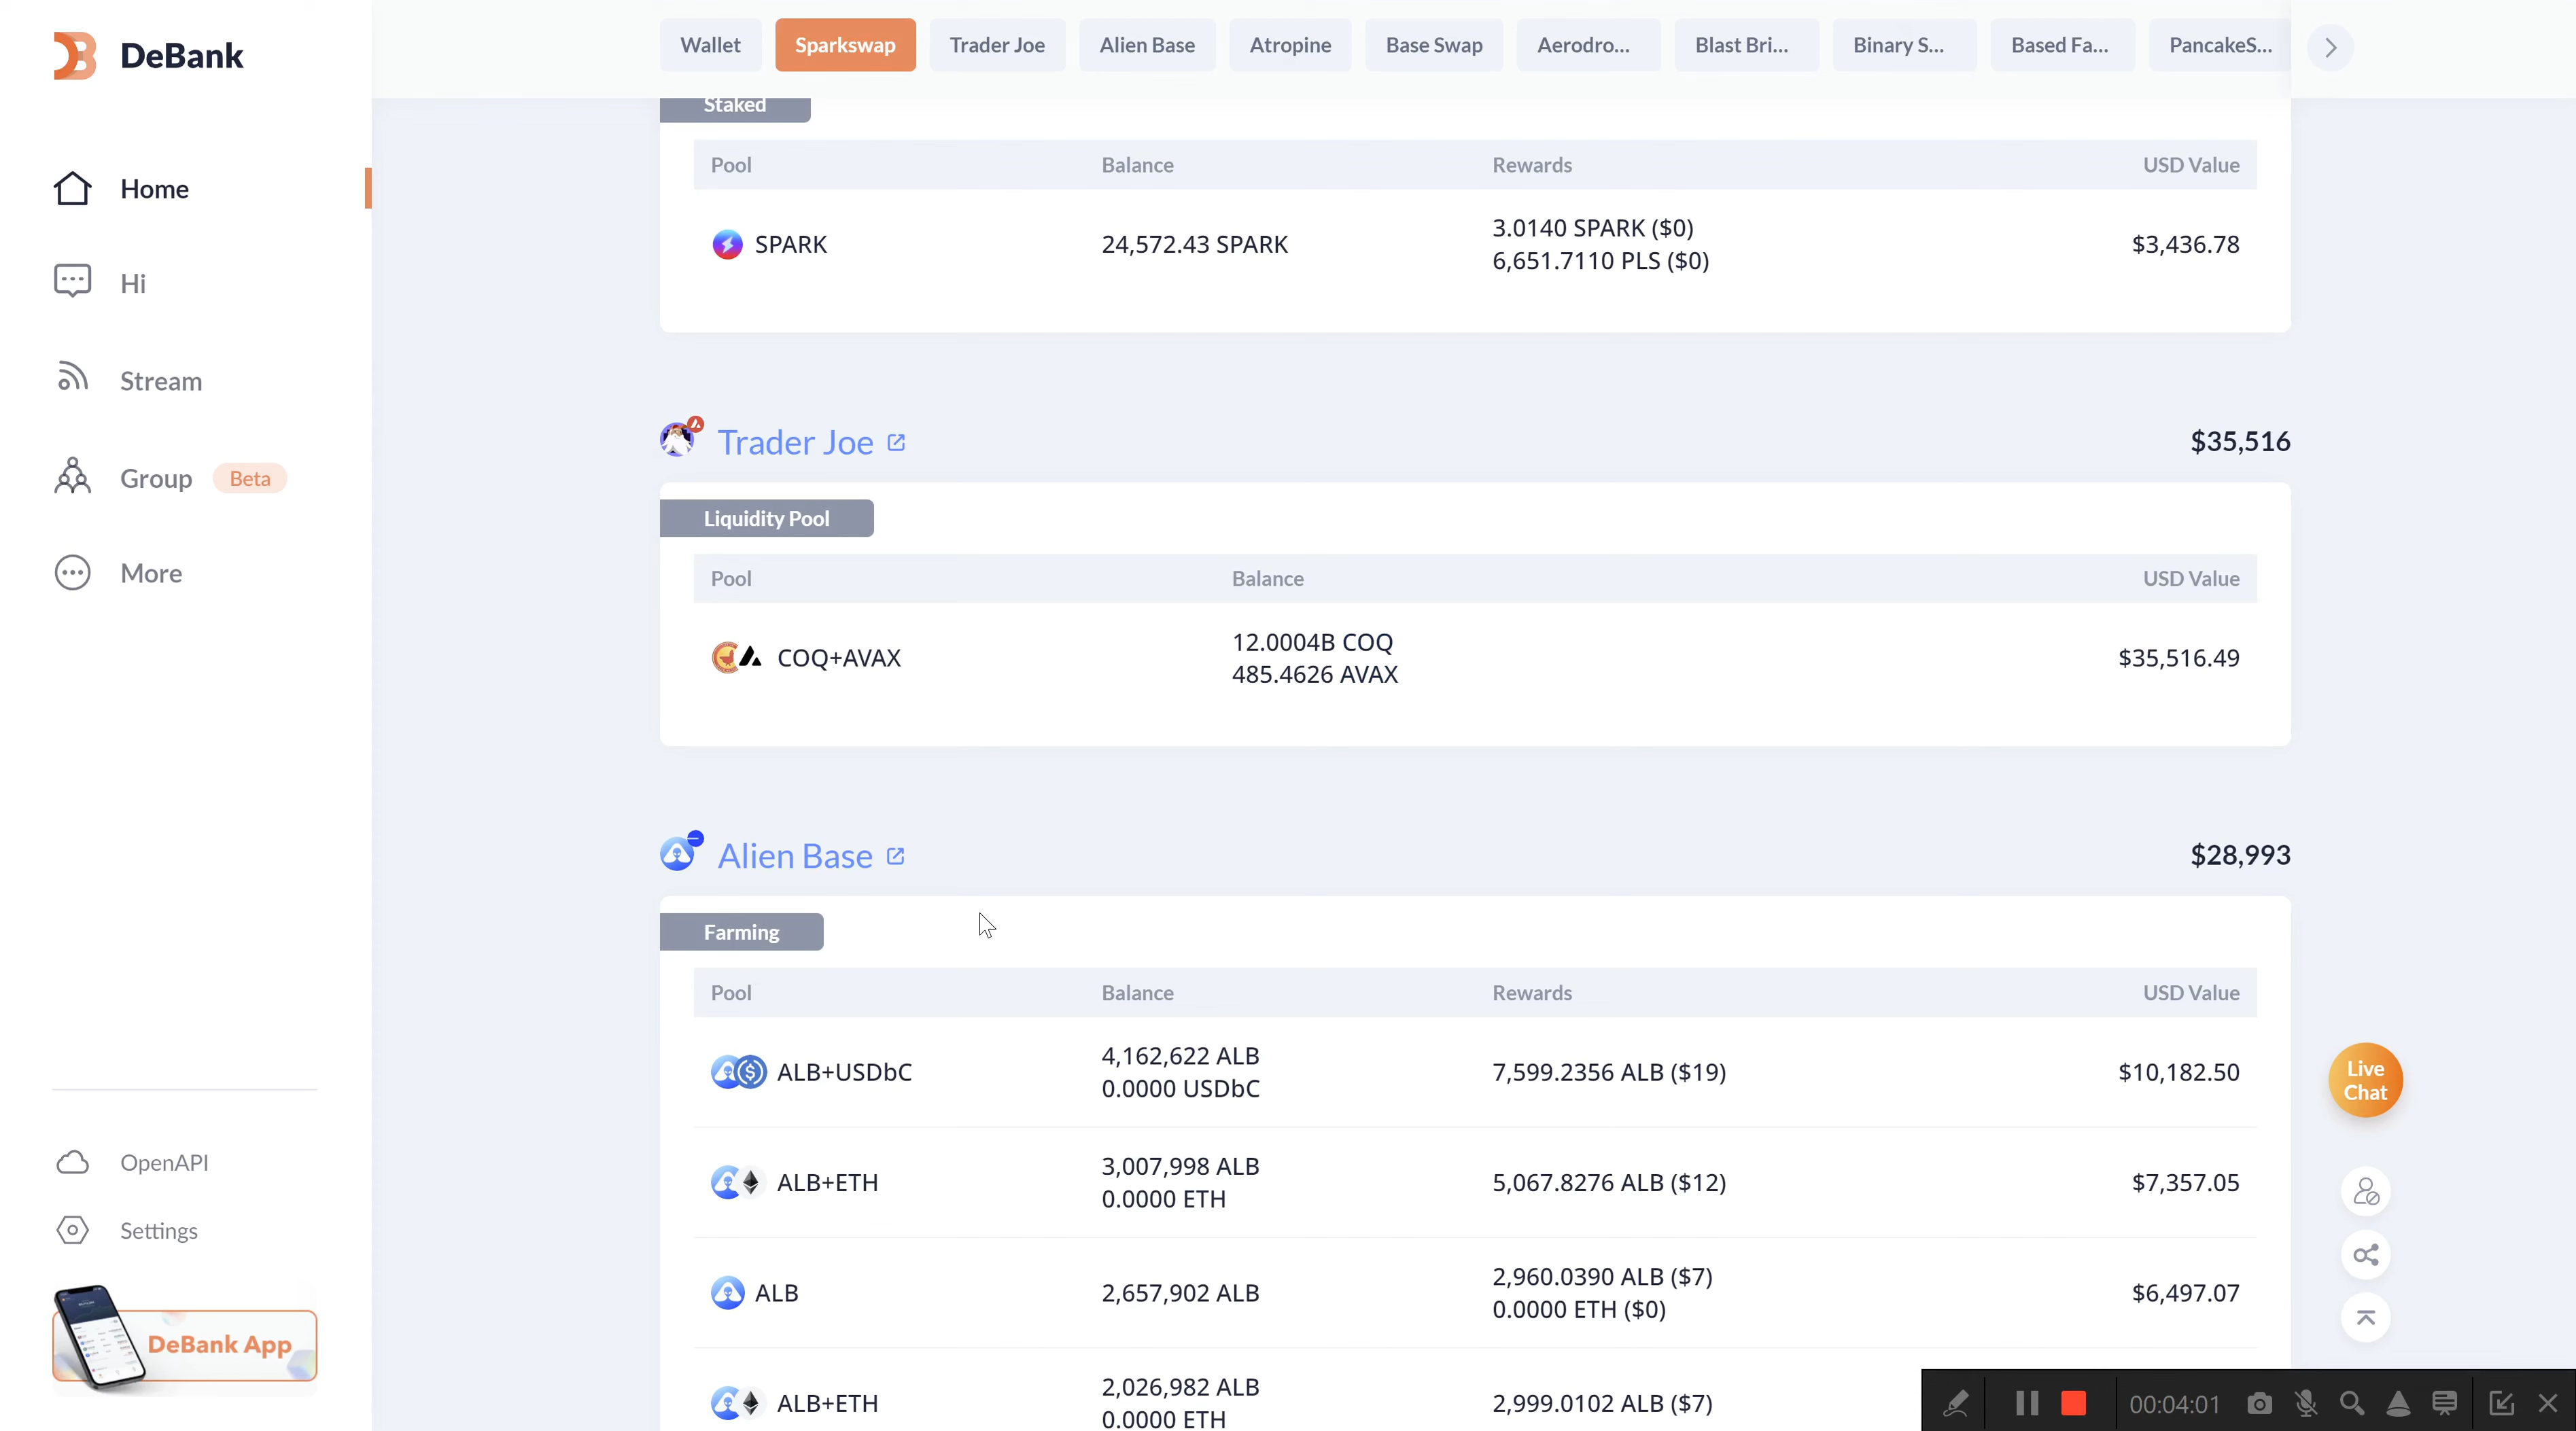 DeBank
Home
Hi
Stream
Group Beta
More
OpenAPI
Settings
DeBank App
Wallet Sparkswap Trader Joe Alien Base Atropine Base Swap Aerodro... Blast Bri... Binary S... Based Fa... PancakeS...
Staked
Pool Balance Rewards USD Value
SPARK 24,572.43 SPARK 3.0140 SPARK ($0) $3,436.78
6,651.7110 PLS ($0)
Trader Joe $35,516
Liquidity Pool
Pool Balance USD Value
COQ+AVAX 12.0004B COQ $35,516.49
485.4626 AVAX
Alien Base $28,993
Farming
Pool Balance Rewards USD Value
ALB+USDbC 4,162,622 ALB 7,599.2356 ALB ($19) $10,182.50
0.0000 USDbC
ALB+ETH 3,007,998 ALB 5,067.8276 ALB ($12) $7,357.05
0.0000 ETH
ALB 2,657,902 ALB 2,960.0390 ALB ($7) $6,497.07
0.0000 ETH ($0)
ALB+ETH 2,026,982 ALB 2,999.0102 ALB ($7)
0.0000 ETH
Live
Chat
00:04:01